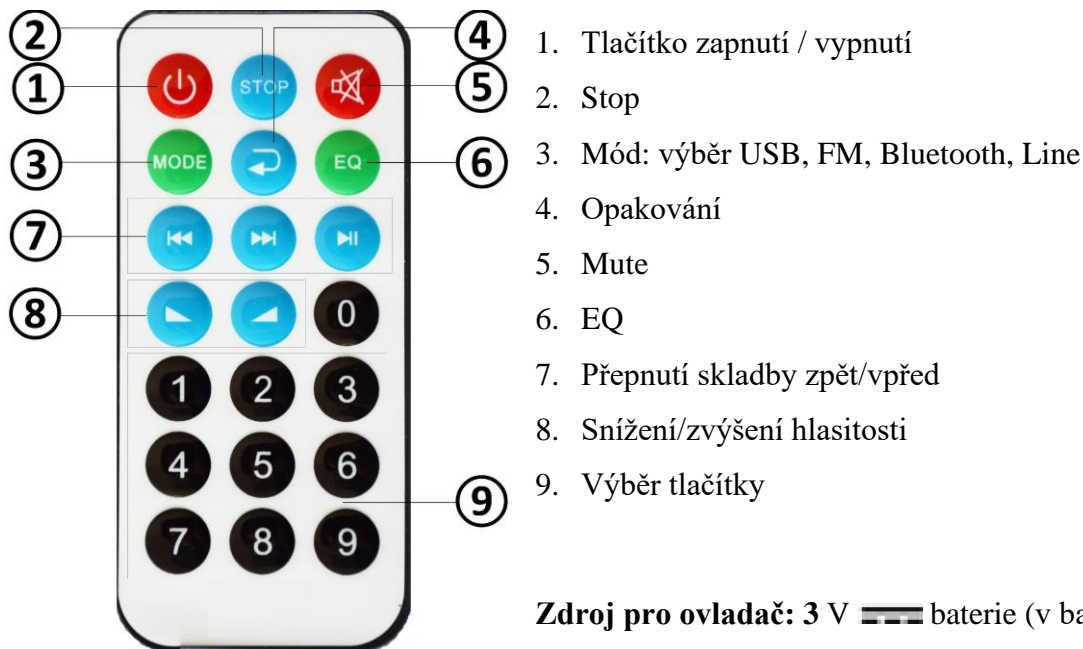 2
4
1. Tlačítko zapnutí / vypnutí
1
STOP
5
2. Stop
3
MODE
EQ
6
3. Mód: výběr USB, FM, Bluetooth, Line
4. Opakování
7
5. Mute
6. EQ
8
0
7. Přepnutí skladby zpět/vpřed
1 2 3
8. Snížení/zvýšení hlasitosti
4 5 6
9
9. Výběr tlačítky
7 8 9
Zdroj pro ovladač: 3 V baterie (v